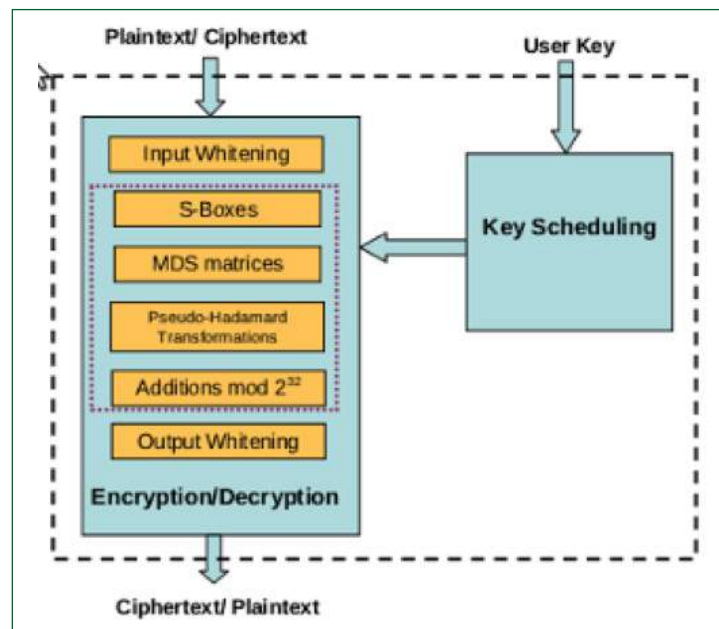 Plaintext/ Ciphertext
User Key
Input Whitening
S-Boxes
MDS matrices
Pseudo-Hadamard
Transformations
Additions mod 2³²
Output Whitening
Encryption/Decryption
Key Scheduling
Ciphertext/ Plaintext